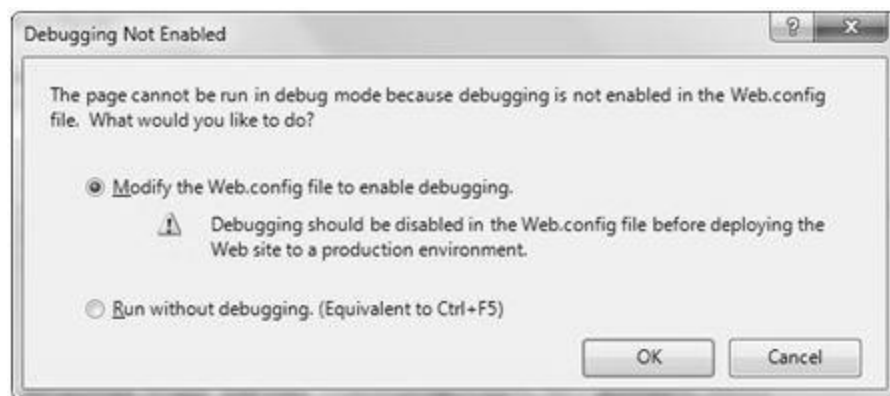 Debugging Not Enabled
The page cannot be run in debug mode because debugging is not enabled in the Web.config
file. What would you like to do?
Modify the Web.config file to enable debugging.
Debugging should be disabled in the Web.config file before deploying the
Web site to a production environment.
Run without debugging. (Equivalent to Ctrl+F5)
OK
Cancel